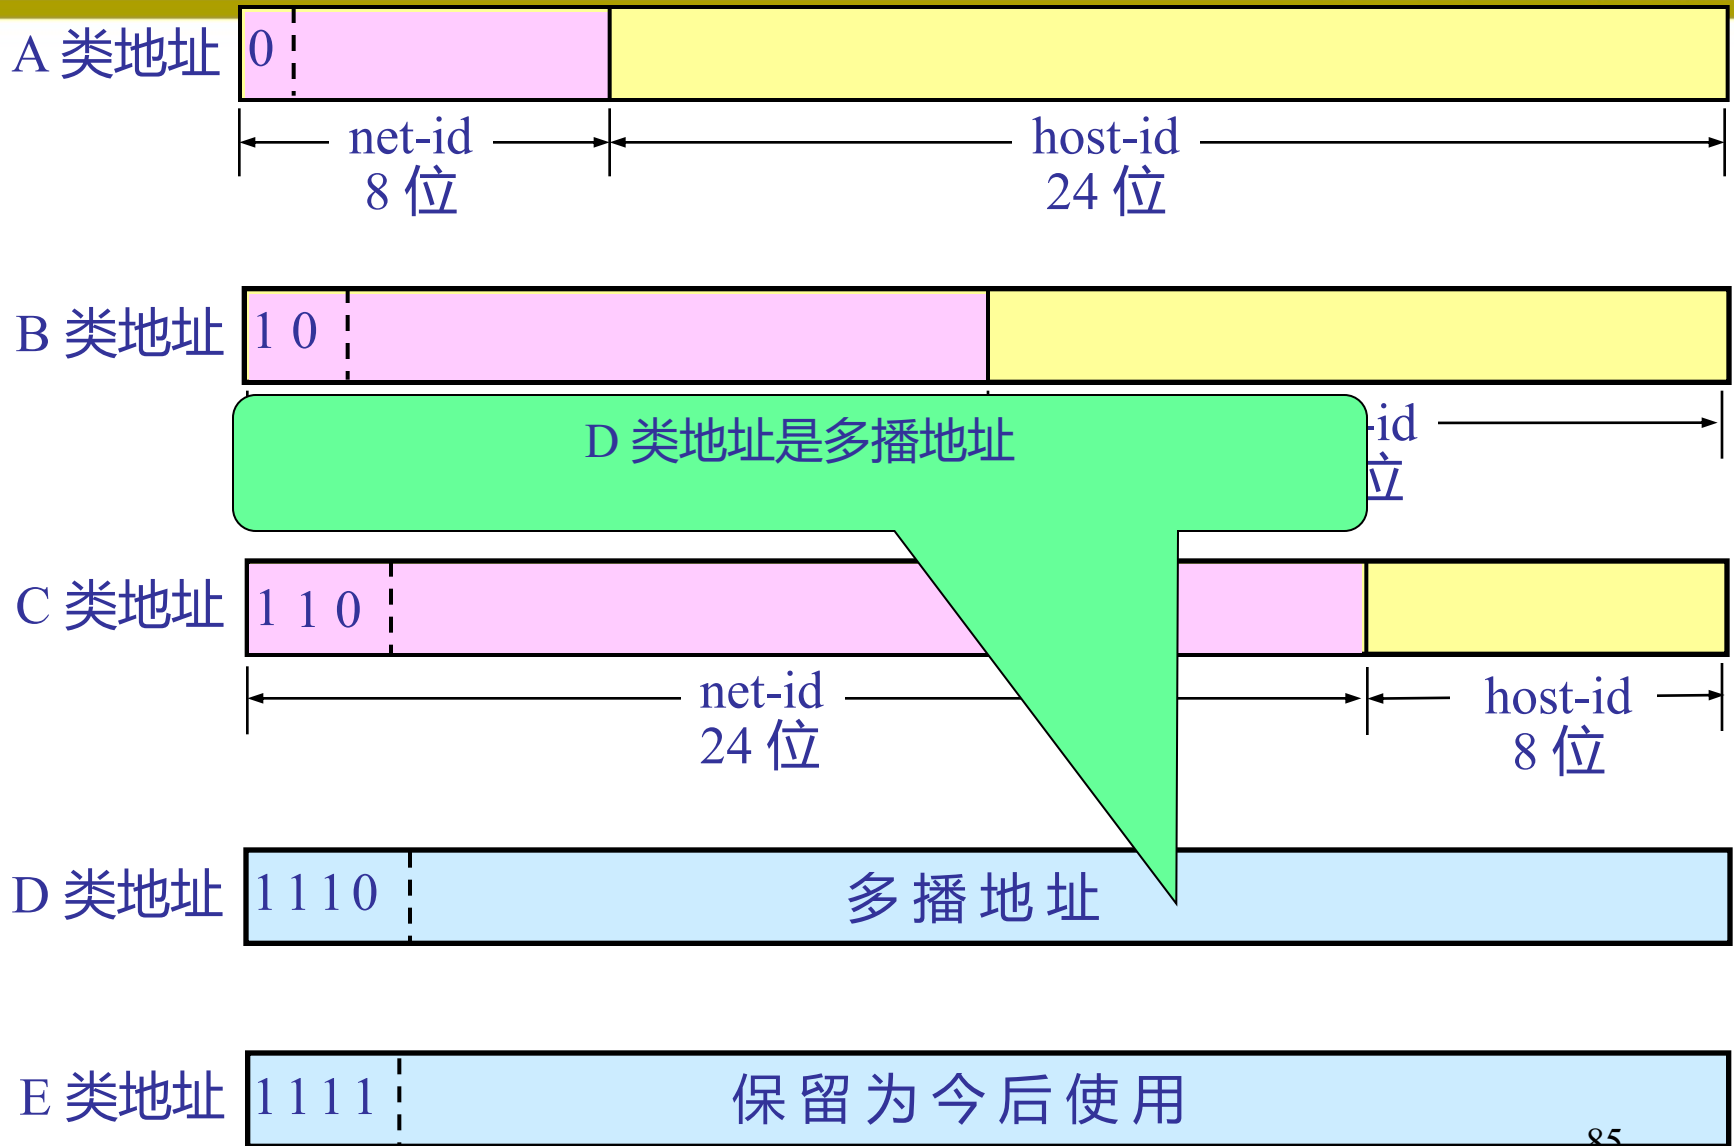 A 类地址
0
net-id
8 位
host-id
24 位
B 类地址
1 0
D 类地址是多播地址
-id
位
C 类地址
1 1 0
net-id
24 位
host-id
8 位
D 类地址
1 1 1 0
多 播 地 址
E 类地址
1 1 1 1
保 留 为 今 后 使 用
85